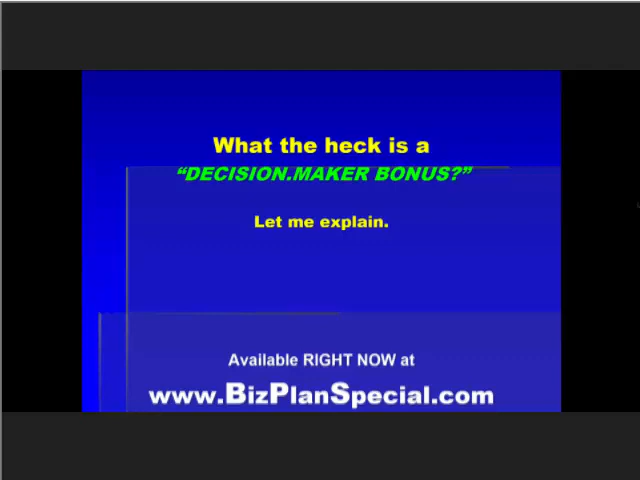 What the heck is a
“DECISION.MAKER BONUS?”
Let me explain.
Available RIGHT NOW at
www.BizPlanSpecial.com